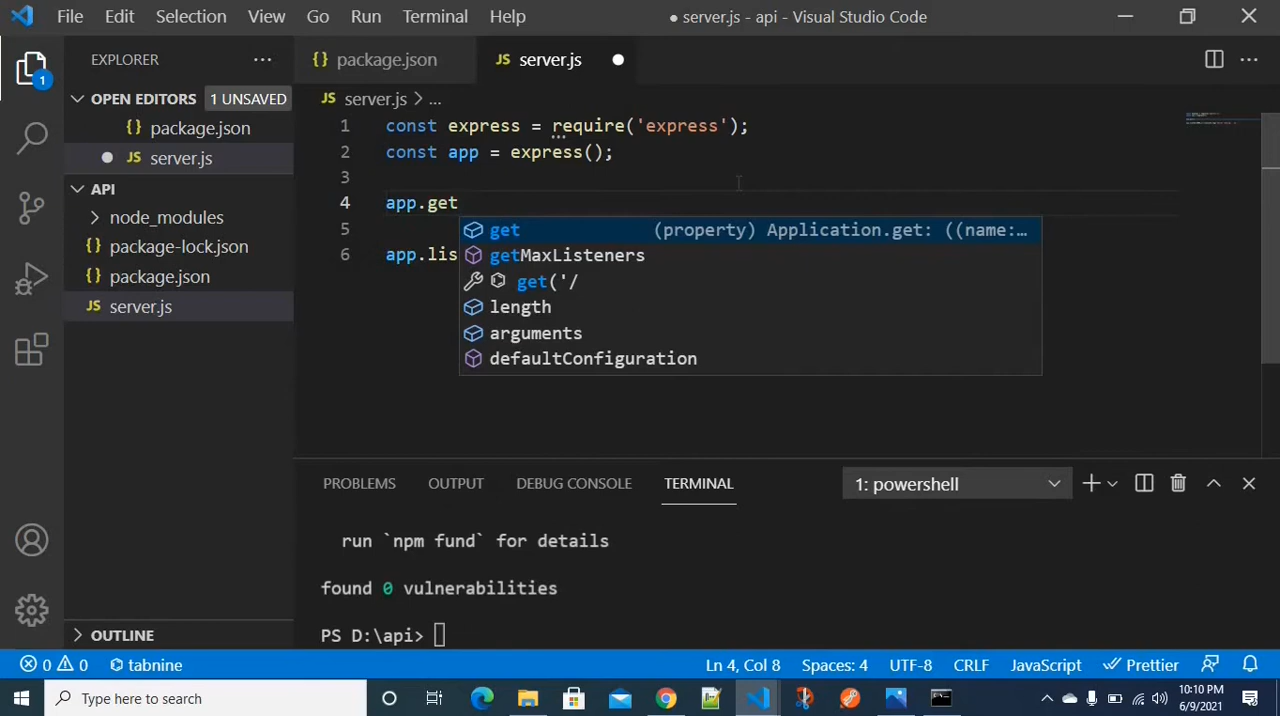 File Edit Selection View Go Run Terminal Help ● server.js - api - Visual Studio Code
EXPLORER ... {} package.json JS server.js ●
OPEN EDITORS 1 UNSAVED
JS server.js > ...
{} package.json
● JS server.js
API
node_modules
{} package-lock.json
{} package.json
JS server.js
OUTLINE
1
1 const express = require('express');
2 const app = express();
3
4 app.get
5
6 app.lis
get (property) Application.get: ((name:...
getMaxListeners
get('/
length
arguments
defaultConfiguration
PROBLEMS OUTPUT DEBUG CONSOLE TERMINAL 1: powershell
run `npm fund` for details
found 0 vulnerabilities
PS D:\api>
0 0 tabnine Ln 4, Col 8 Spaces: 4 UTF-8 CRLF JavaScript Prettier
Type here to search
10:10 PM
6/9/2021